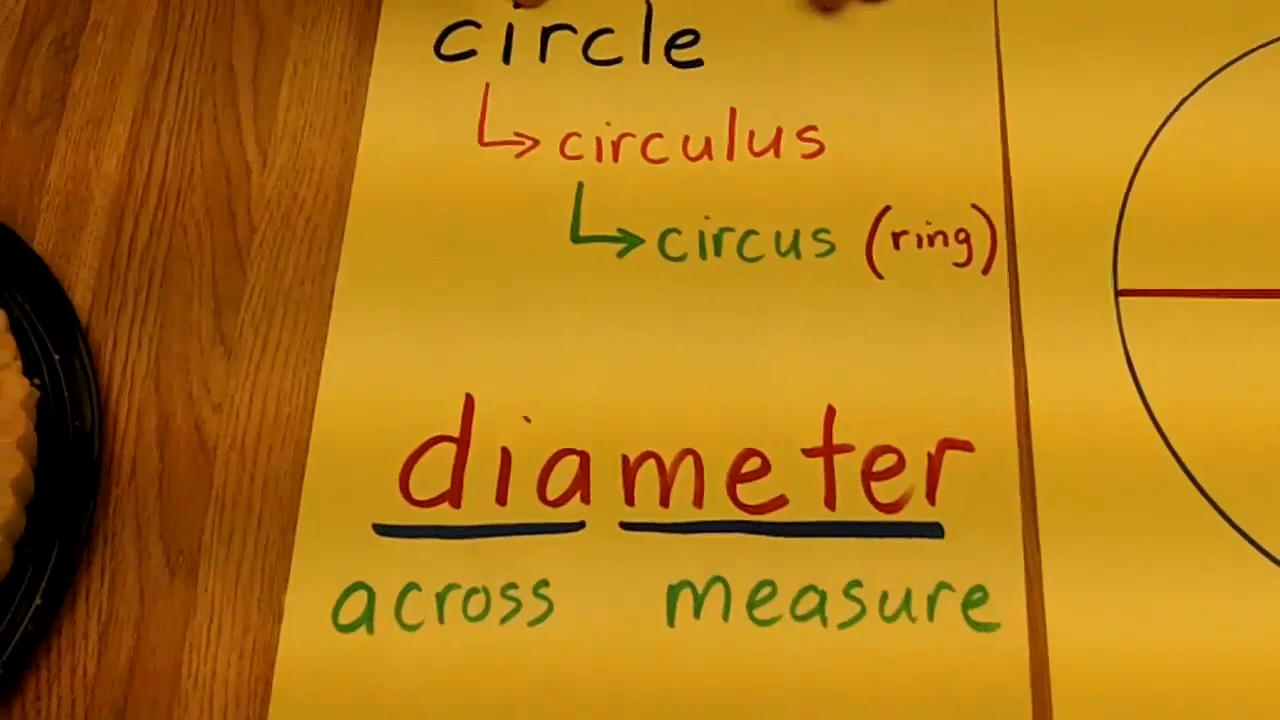 circle
circulus
circus (ring)
diameter
across measure